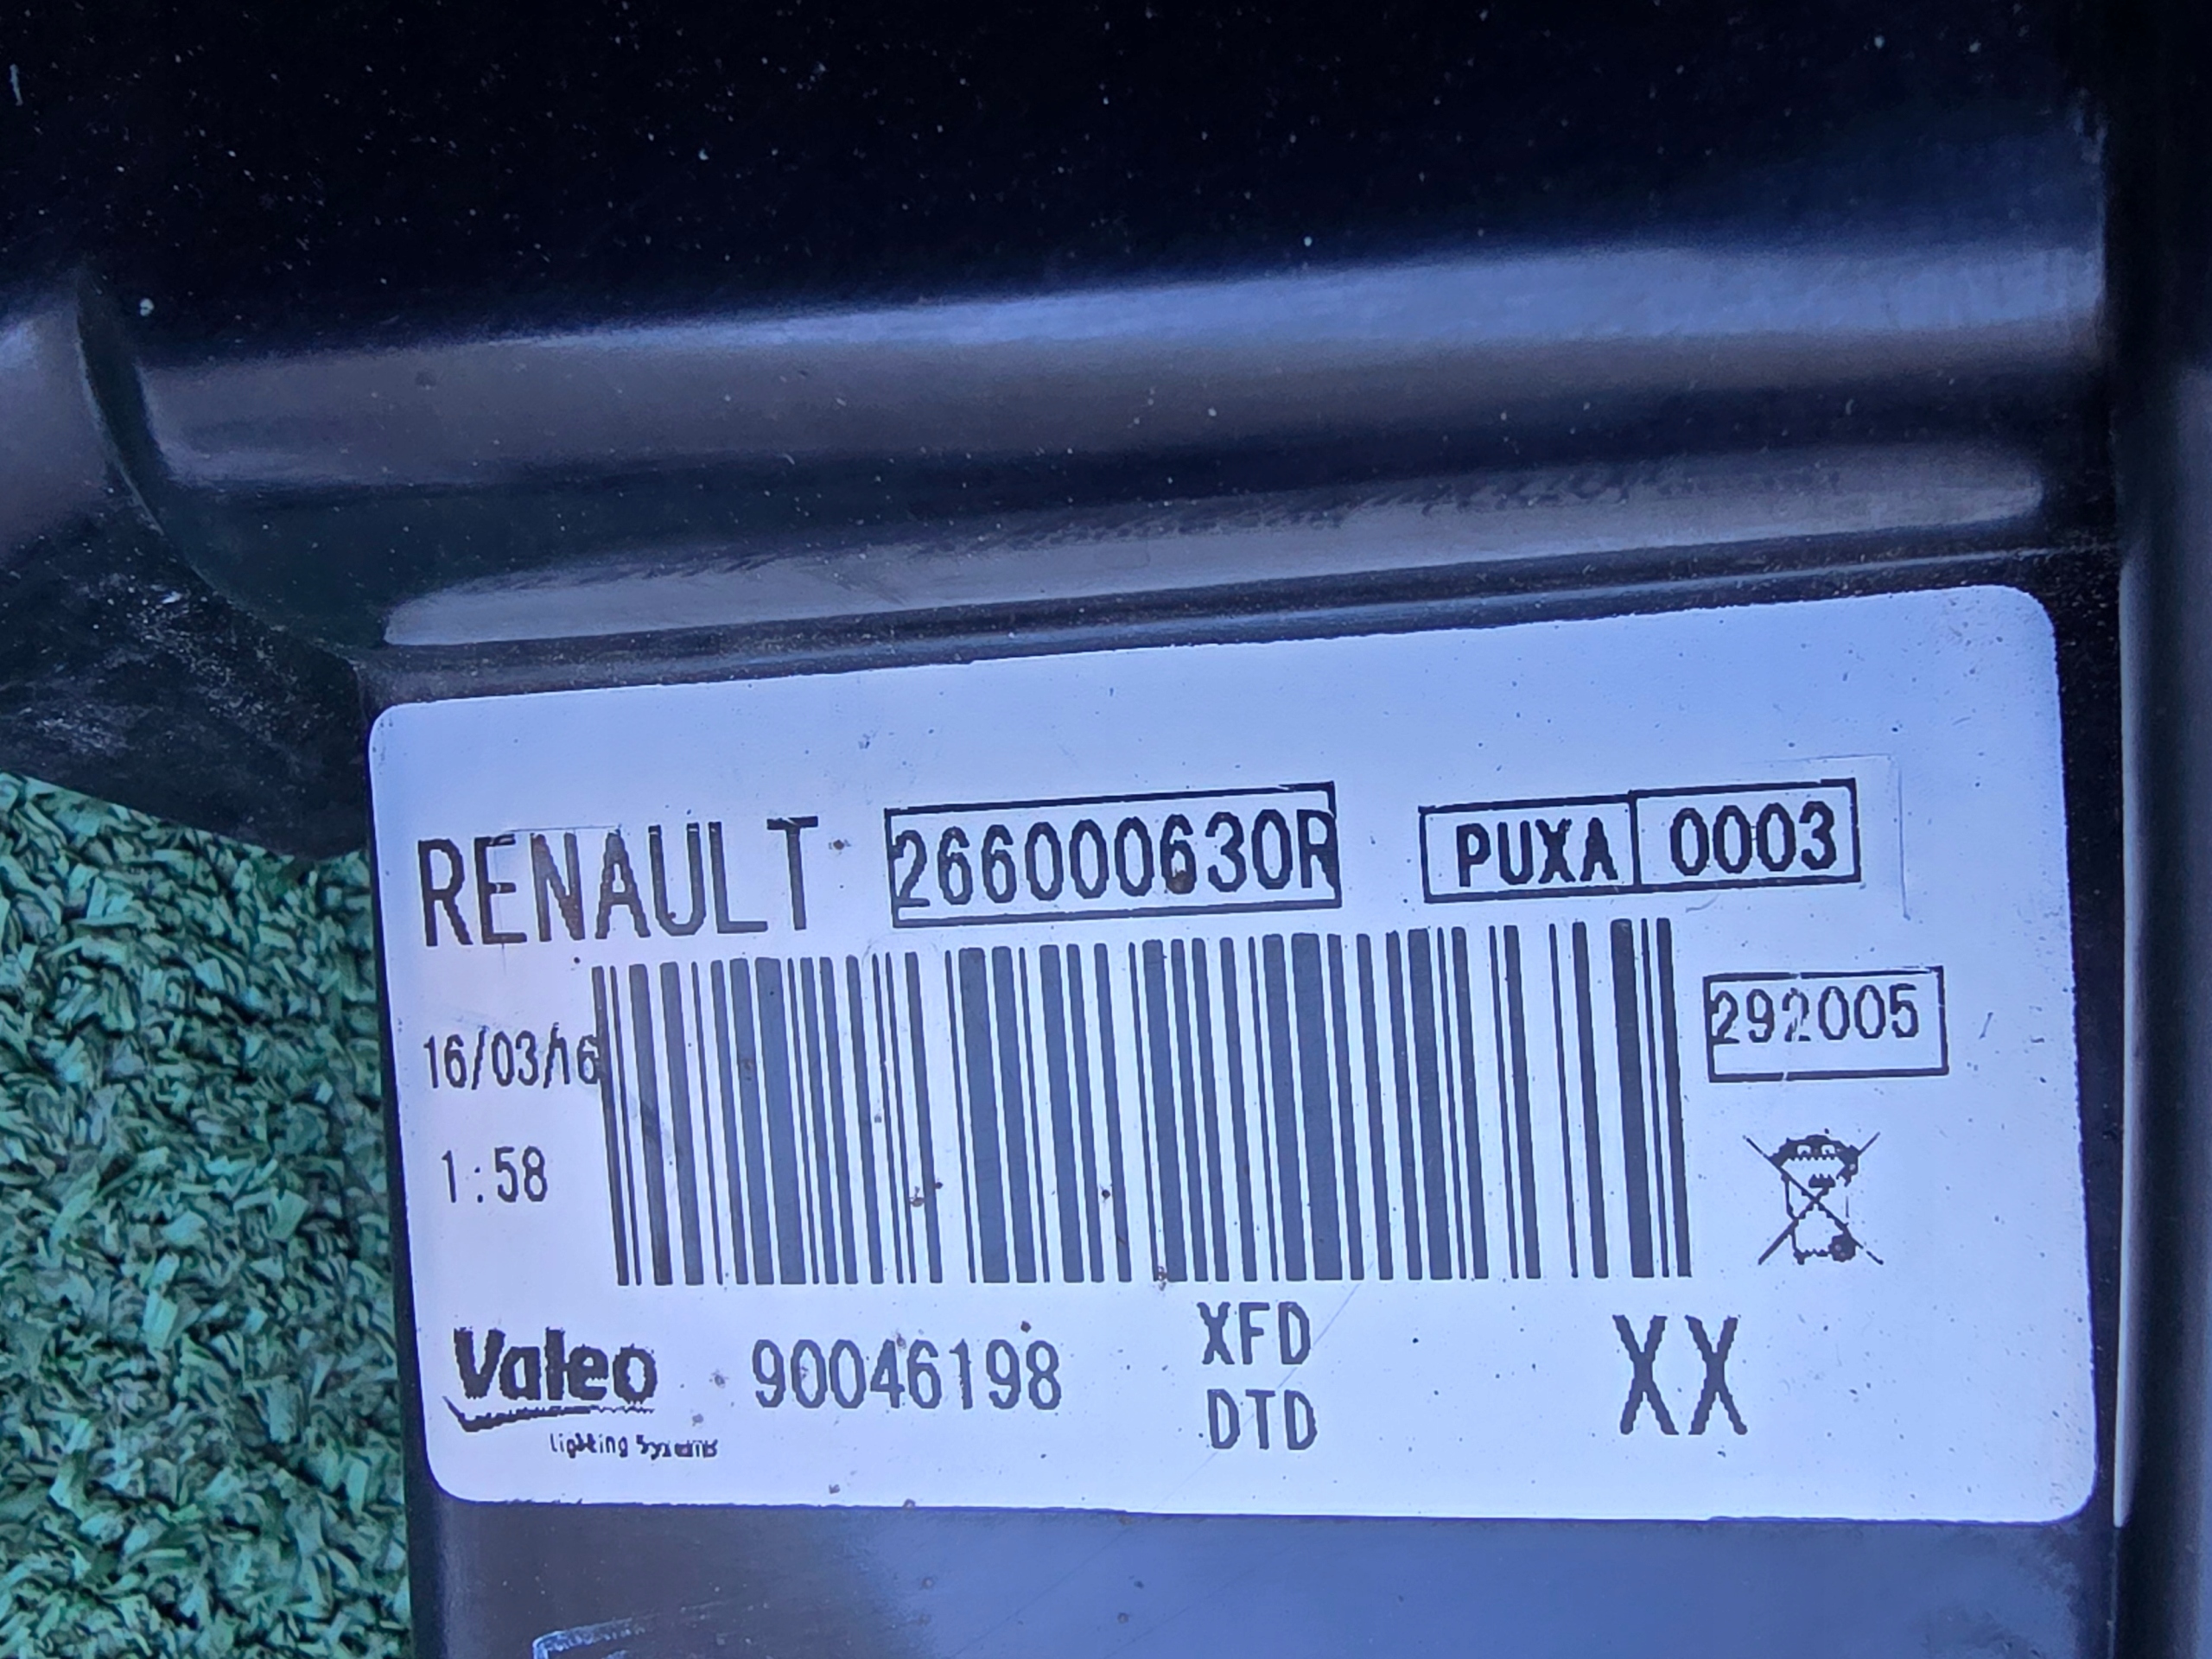 RENAULT 266000630R PUXA 0003
292005
16/03/16
1:58
Valeo 90046198 XFD XX
DTD
Lighting Systems